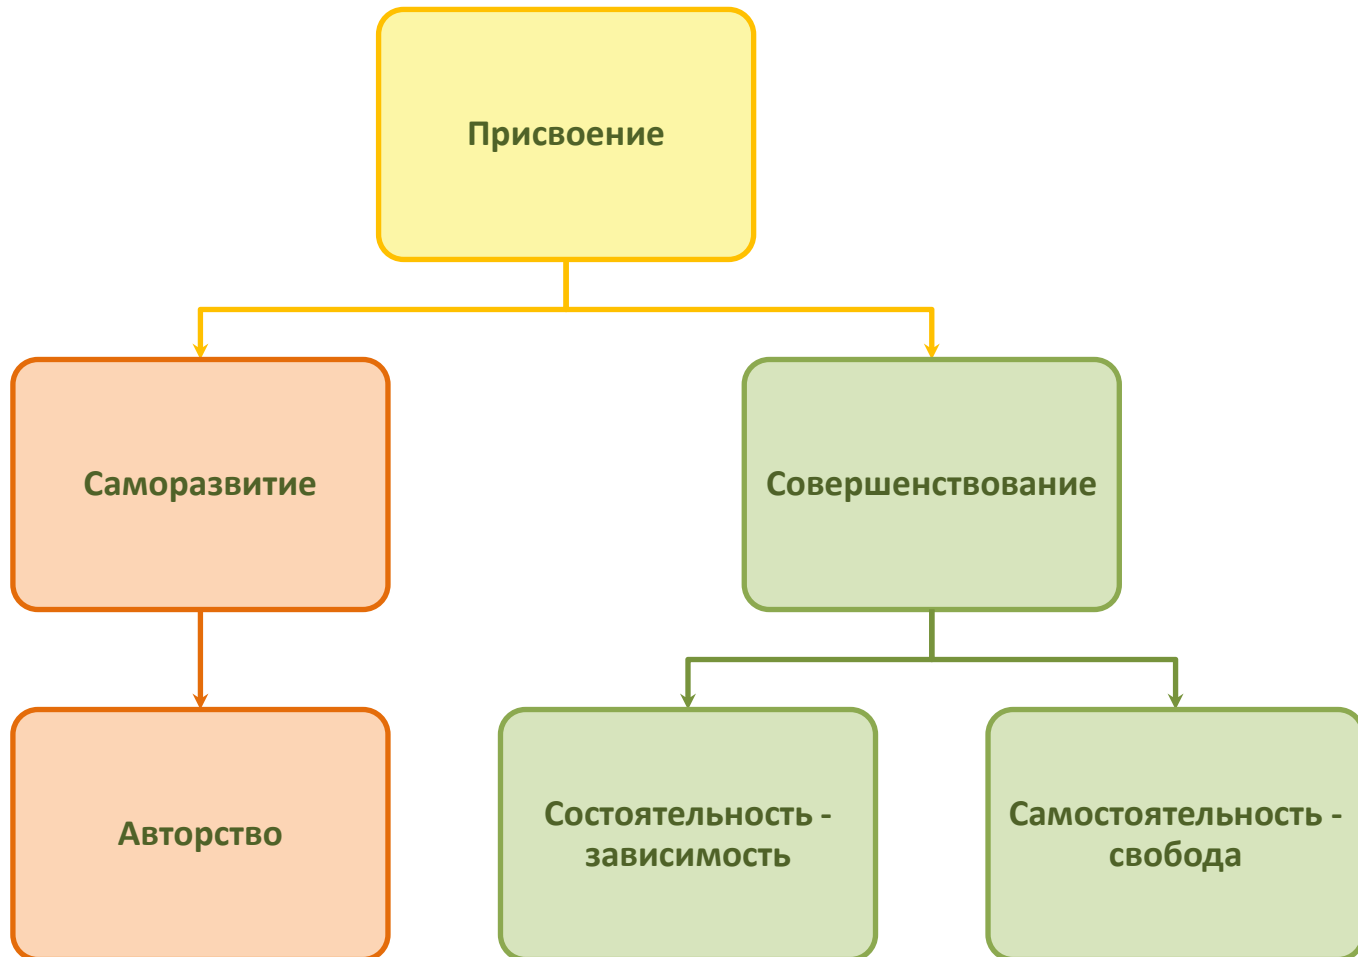 Присвоение
Саморазвитие
Совершенствование
Авторство
Состоятельность -
зависимость
Самостоятельность -
свобода